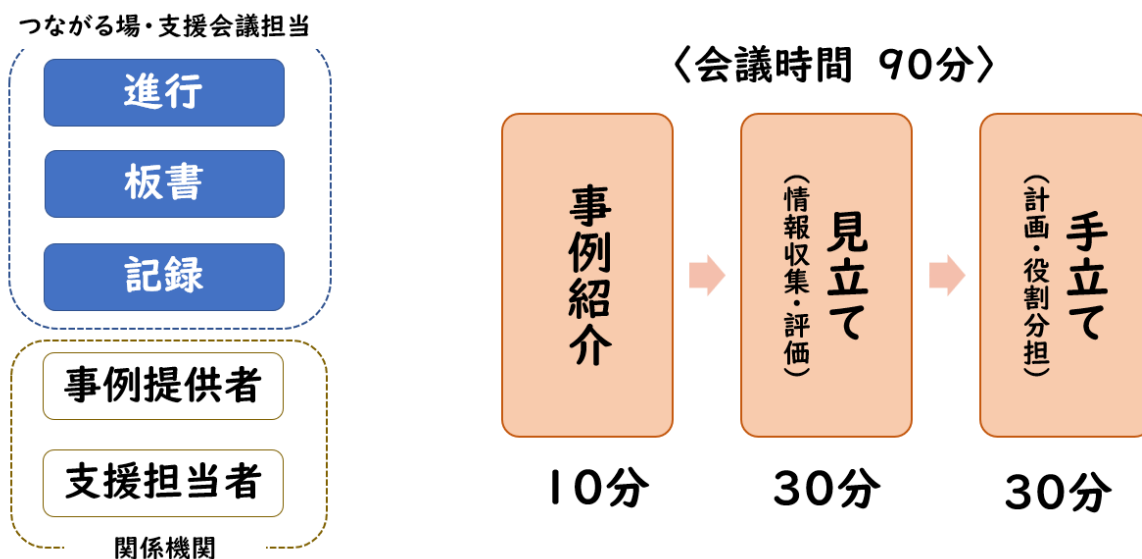 つながる場・支援会議担当
進行
板書
記録
事例提供者
支援担当者
関係機関
〈会議時間 90分〉
事例紹介
10分
見立て
(情報収集・評価)
30分
手立て
(計画・役割分担)
30分